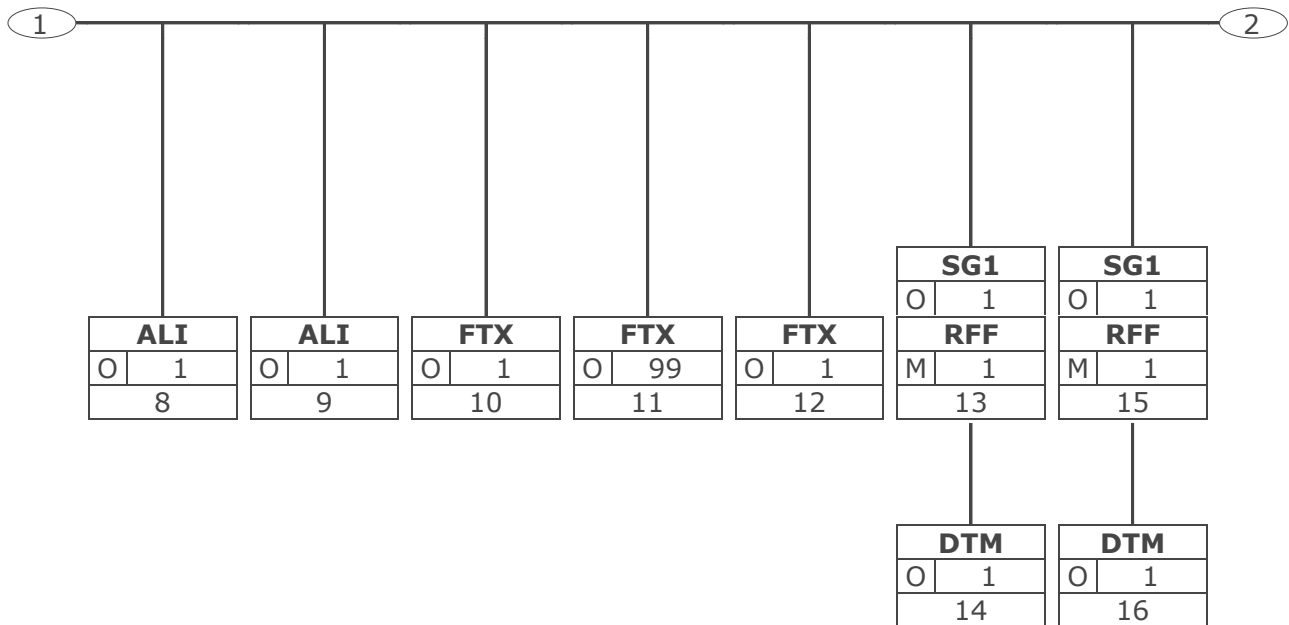 1 2
SG1 SG1
O 1 O 1
ALI ALI FTX FTX FTX RFF RFF
O 1 O 1 O 1 O 99 O 1 M 1 M 1
8 9 10 11 12 13 15
DTM DTM
O 1 O 1
14 16